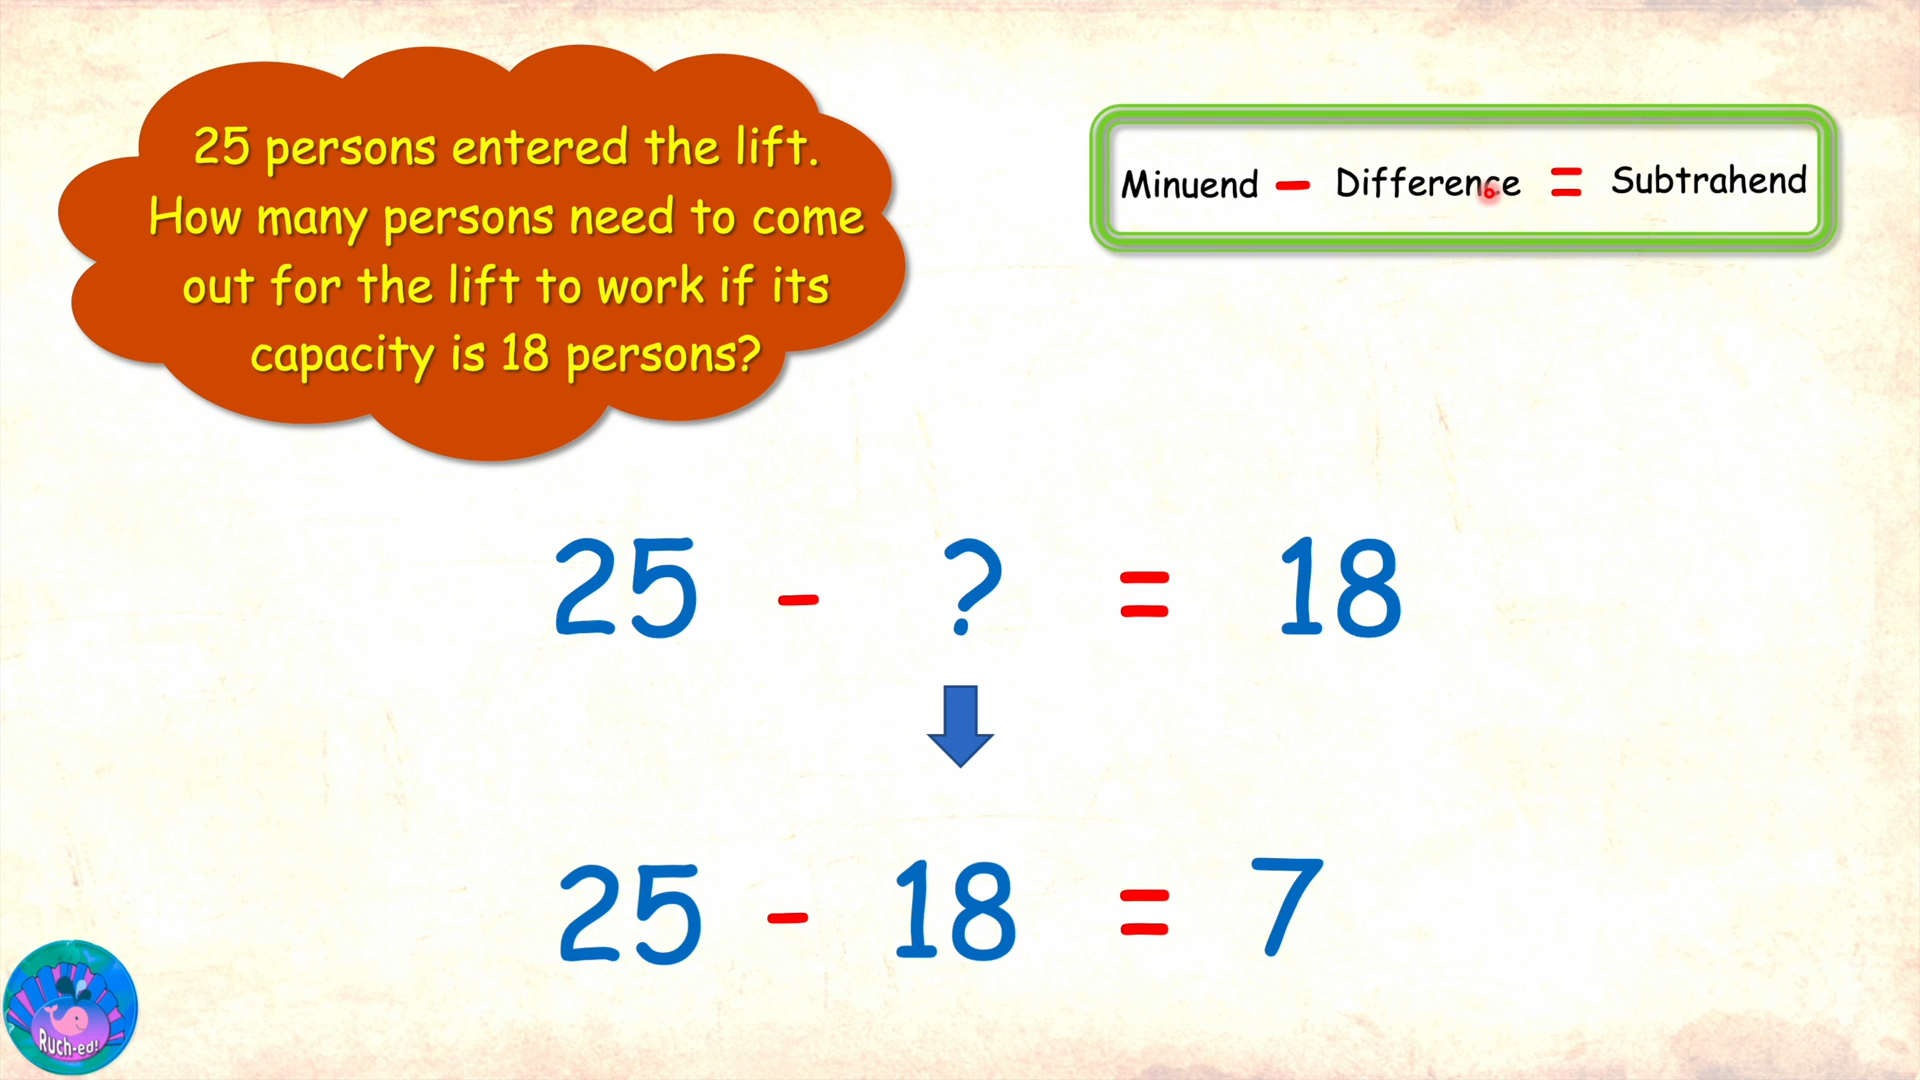 25 persons entered the lift.
How many persons need to come
out for the lift to work if its
capacity is 18 persons?
Minuend - Difference = Subtrahend
25 - ? = 18
25 - 18 = 7
Ruch-ed!